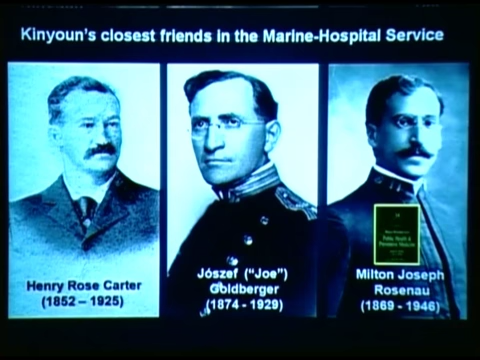 Kinyoun's closest friends in the Marine-Hospital Service
Henry Rose Carter
(1852 – 1925)
Jószef ("Joe")
Goldberger
(1874 - 1929)
Milton Joseph
Rosenau
(1869 - 1946)